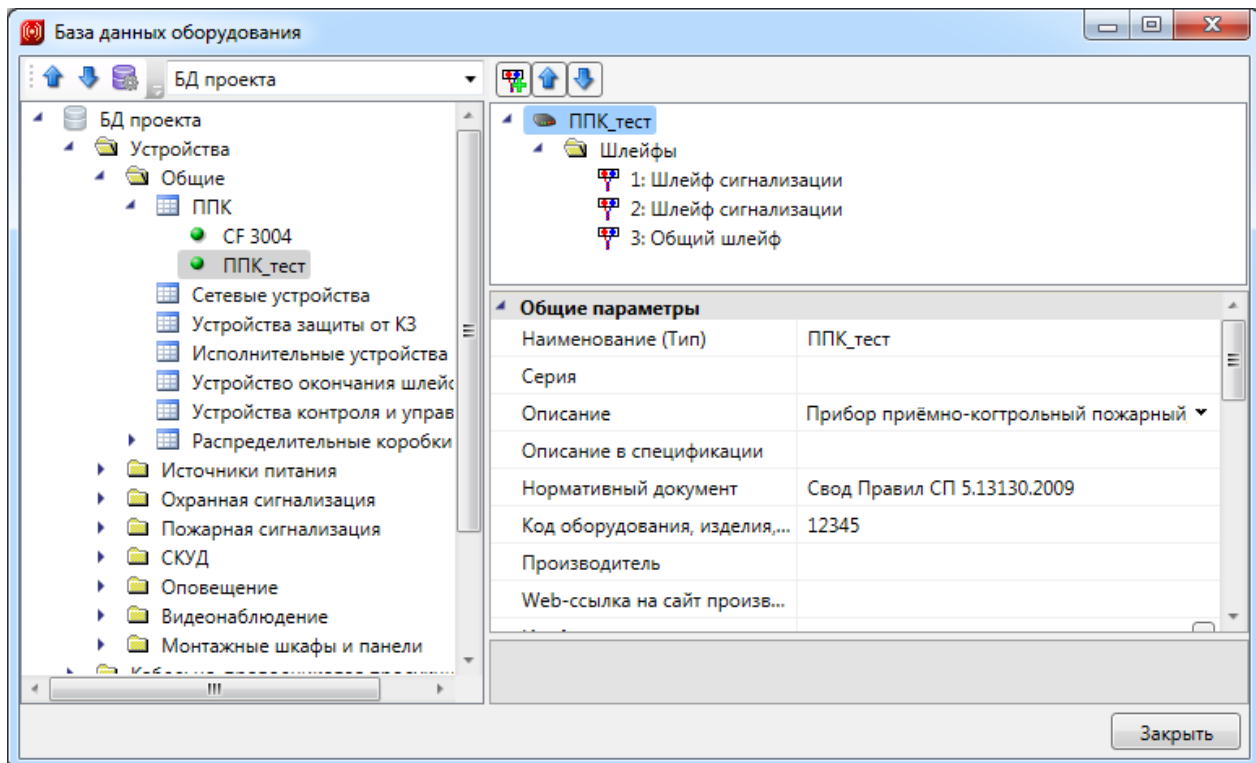 База данных оборудования
БД проекта
БД проекта
Устройства
Общие
ППК
CF 3004
ППК_тест
Сетевые устройства
Устройства защиты от КЗ
Исполнительные устройства
Устройство окончания шлейс
Устройства контроля и управ
Распределительные коробки
Источники питания
Охранная сигнализация
Пожарная сигнализация
СКУД
Оповещение
Видеонаблюдение
Монтажные шкафы и панели
ППК_тест
Шлейфы
1: Шлейф сигнализации
2: Шлейф сигнализации
3: Общий шлейф
Общие параметры
Наименование (Тип) ППК_тест
Серия
Описание Прибор приёмно-когтрольный пожарный
Описание в спецификации
Нормативный документ Свод Правил СП 5.13130.2009
Код оборудования, изделия,... 12345
Производитель
Web-ссылка на сайт произв...
Закрыть